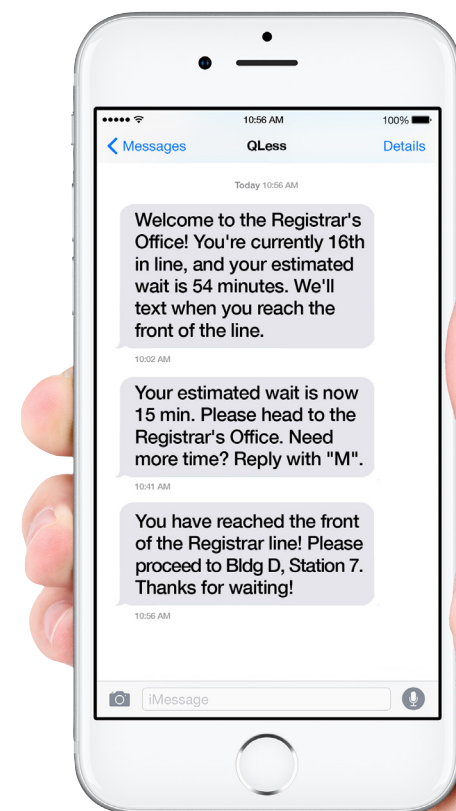 10:56 AM
100%
Messages
QLess
Details
Today 10:56 AM
Welcome to the Registrar's
Office! You're currently 16th
in line, and your estimated
wait is 54 minutes. We'll
text when you reach the
front of the line.
10:02 AM
Your estimated wait is now
15 min. Please head to the
Registrar's Office. Need
more time? Reply with "M".
10:41 AM
You have reached the front
of the Registrar line! Please
proceed to Bldg D, Station 7.
Thanks for waiting!
10:56 AM
iMessage